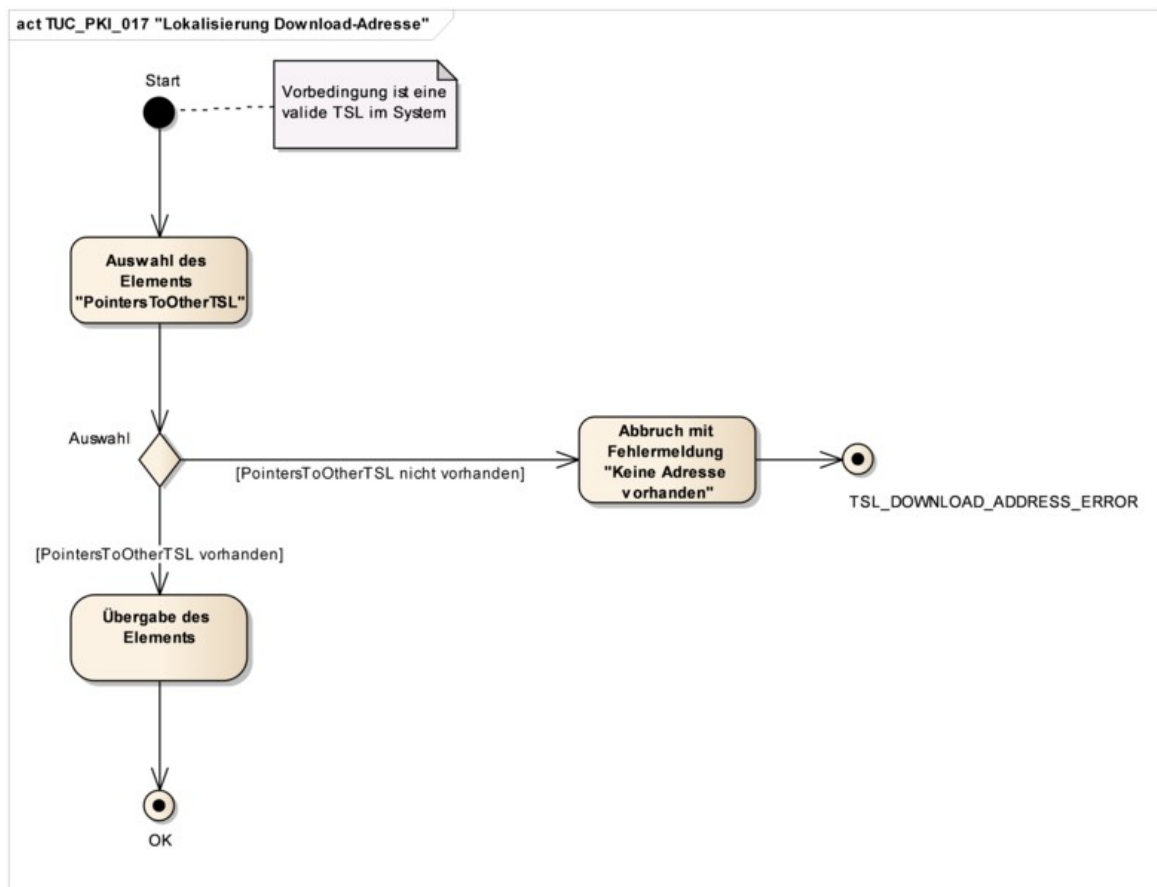 act TUC_PKI_017 "Lokalisierung Download-Adresse"
Start
Vorbedingung ist eine
valide TSL im System
Auswahl des
Elements
"PointersToOtherTSL"
Auswahl
[PointersToOtherTSL nicht vorhanden]
Abbruch mit
Fehlermeldung
"Keine Adresse
vorhanden"
TSL_DOWNLOAD_ADDRESS_ERROR
[PointersToOtherTSL vorhanden]
Übergabe des
Elements
OK